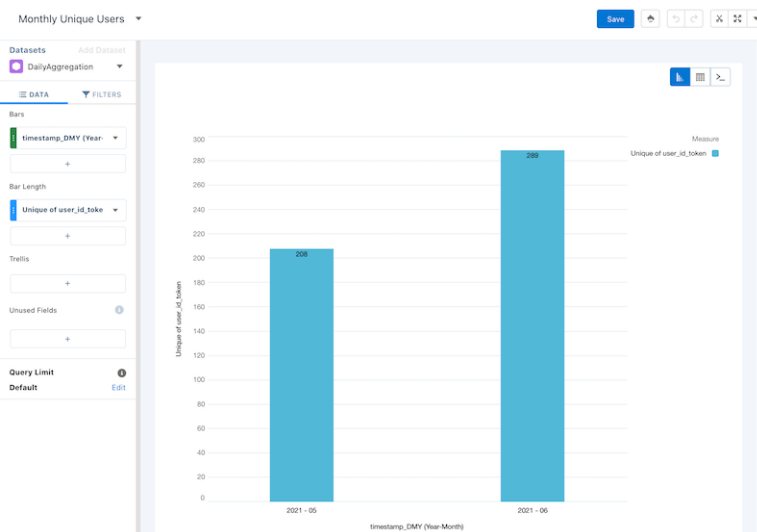 Monthly Unique Users
Save
Datasets
Add Dataset
DailyAggregation
DATA
FILTERS
Bars
timestamp_DMY (Year-
+
Bar Length
Unique of user_id_toke
+
Trellis
+
Unused Fields
+
Query Limit
Default
Edit
Measure
Unique of user_id_token
300
280
260
240
220
200
180
160
140
120
100
80
60
40
20
0
Unique of user_id_token
208
289
2021 - 05
2021 - 06
timestamp_DMY (Year-Month)